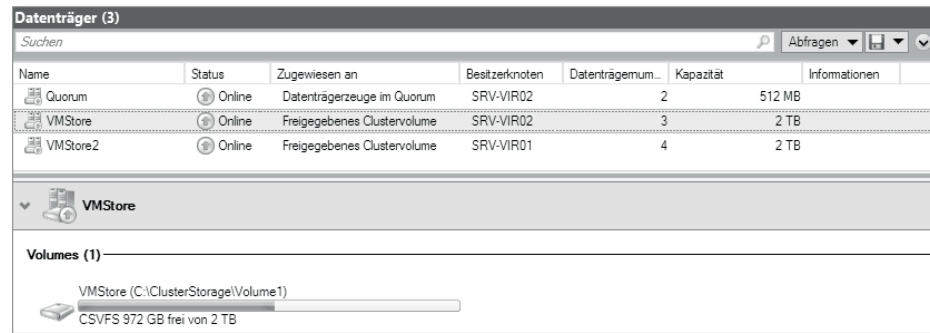 Datenträger (3)
Suchen Abfragen
Name Status Zugewiesen an Besitzerknoten Datenträgernum... Kapazität Informationen
Quorum Online Datenträgerzeuge im Quorum SRV-VIR02 2 512 MB
VMStore Online Freigegebenes Clustervolume SRV-VIR02 3 2 TB
VMStore2 Online Freigegebenes Clustervolume SRV-VIR01 4 2 TB
VMStore
Volumes (1)
VMStore (C:\ClusterStorage\Volume1)
CSVFS 972 GB frei von 2 TB